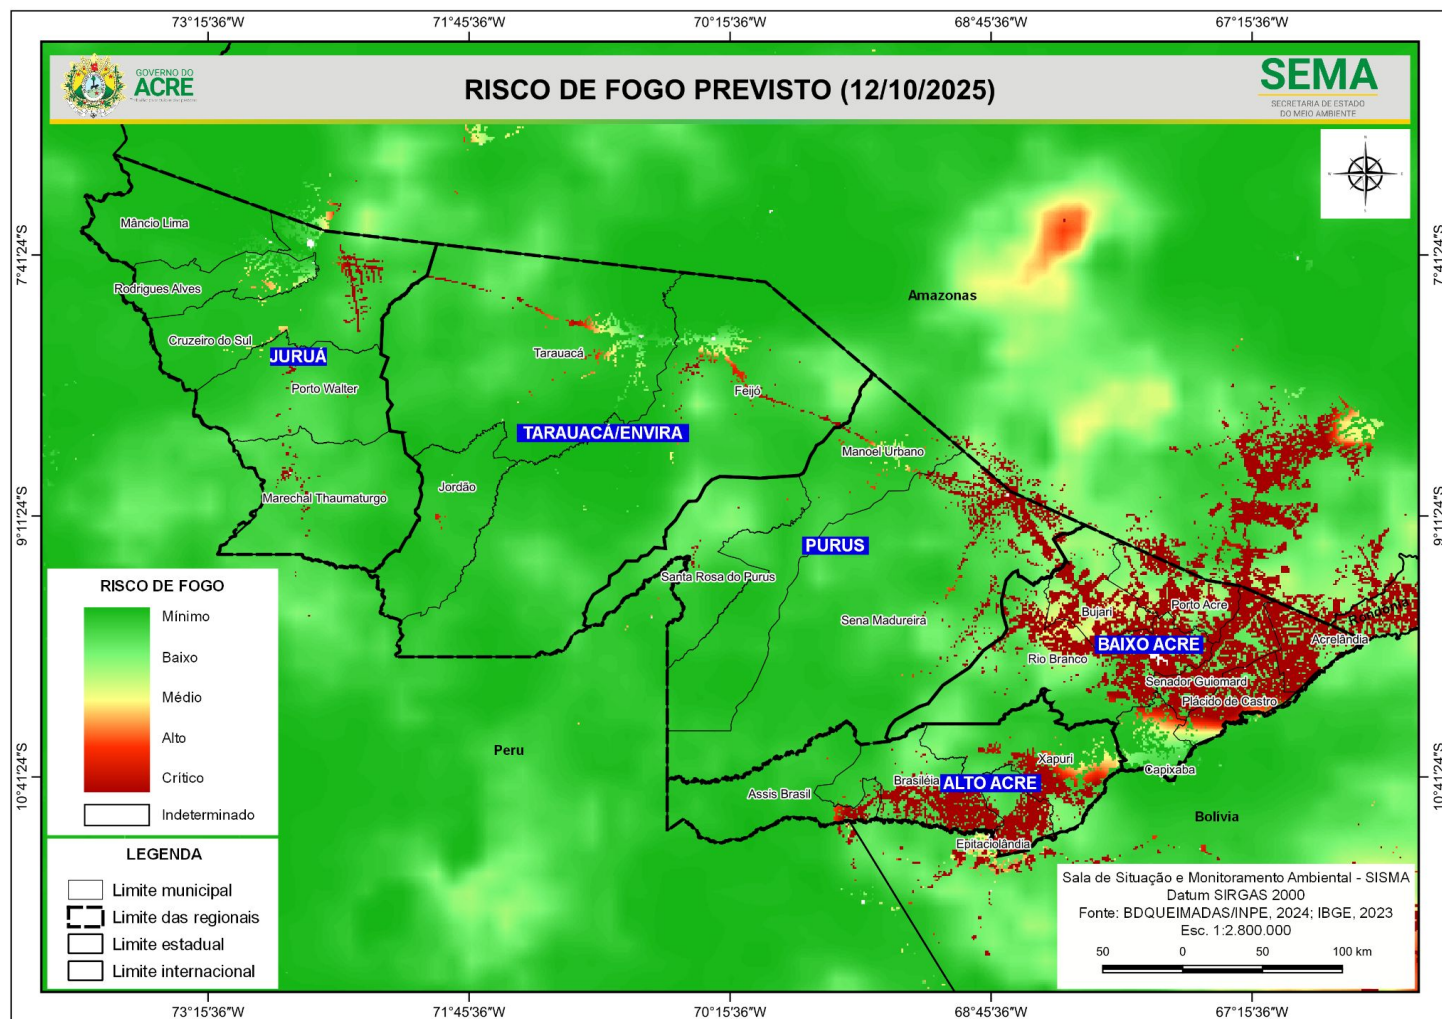 73°15'36"W
71°45'36"W
70°15'36"W
68°45'36"W
67°15'36"W
GOVERNO DO
ACRE
RISCO DE FOGO PREVISTO (12/10/2025)
SEMA
SECRETARIA DE ESTADO
DO MEIO AMBIENTE
N
7°41'24"S
7°41'24"S
Mâncio Lima
Rodrigues Alves
Amazonas
Cruzeiro do Sul
JURUÁ
Tarauacá
Porto Walter
Feijó
TARAUACÁ/ENVIRA
Manoel Urbano
Jordão
Marechal Thaumaturgo
9°11'24"S
9°11'24"S
PURUS
Santa Rosa do Purus
Sena Madureira
Bujari
Porto Acre
Rondônia
Acrelândia
BAIXO ACRE
Rio Branco
Senador Guiomard
Plácido de Castro
Peru
Xapuri
Capixaba
Brasiléia
ALTO ACRE
Assis Brasil
Bolivia
Epitaciolândia
10°41'24"S
10°41'24"S
RISCO DE FOGO
Mínimo
Baixo
Médio
Alto
Crítico
Indeterminado
LEGENDA
Limite municipal
Limite das regionais
Limite estadual
Limite internacional
Sala de Situação e Monitoramento Ambiental - SISMA
Datum SIRGAS 2000
Fonte: BDQUEIMADAS/INPE, 2024; IBGE, 2023
Esc. 1:2.800.000
50 0 50 100 km
73°15'36"W
71°45'36"W
70°15'36"W
68°45'36"W
67°15'36"W